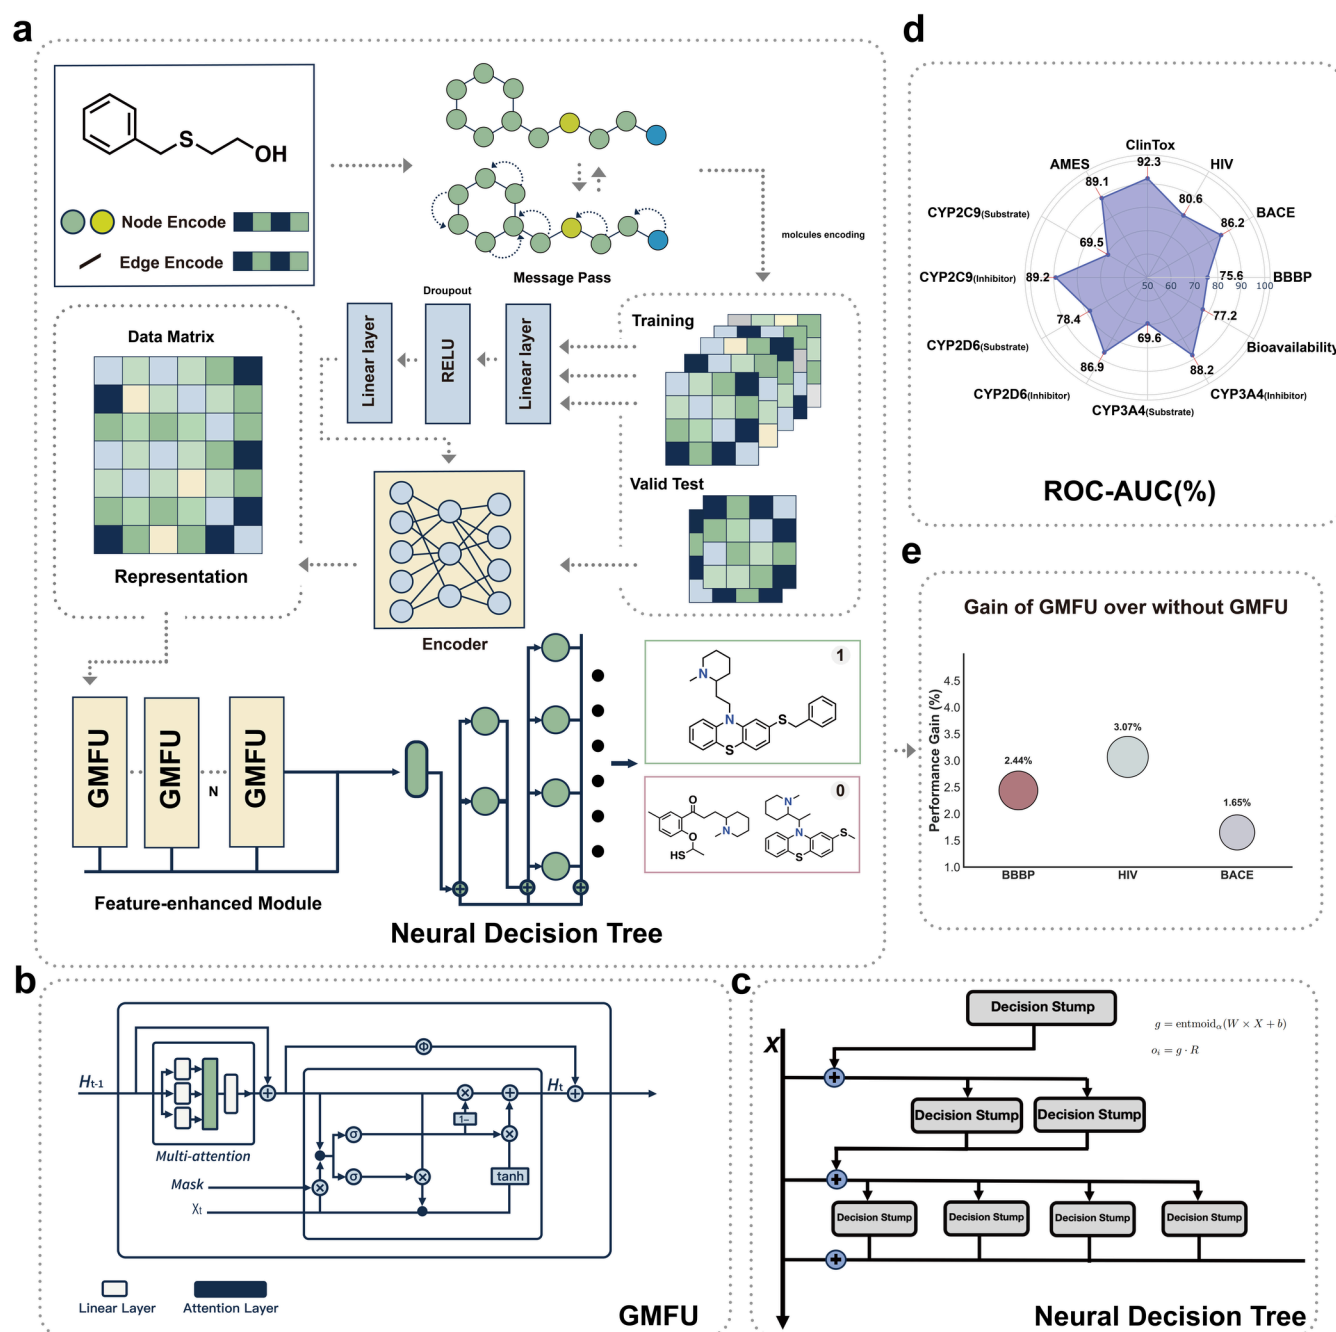 a
S
OH
Node Encode
Edge Encode
Message Pass
molcules encoding
Data Matrix
Representation
Droupout
Linear layer
RELU
Linear layer
Training
Valid Test
Encoder
GMFU
GMFU
N
GMFU
Feature-enhanced Module
Neural Decision Tree
1
N
N
S
S
0
O
N
O
HS
N
N
S
S
b
Ht-1
Multi-attention
Mask
Xt
Φ
σ
σ
1-
tanh
Ht
Linear Layer
Attention Layer
GMFU
c
X
Decision Stump
g = entmoidα(W × X + b)
oi = g · R
Decision Stump
Decision Stump
Decision Stump
Decision Stump
Decision Stump
Decision Stump
Neural Decision Tree
d
ClinTox
92.3
AMES
89.1
HIV
80.6
CYP2C9(Substrate)
69.5
BACE
86.2
CYP2C9(Inhibitor)
89.2
75.6
BBBP
50 60 70 80 90 100
78.4
CYP2D6(Substrate)
77.2
Bioavailability
86.9
CYP2D6(Inhibitor)
69.6
CYP3A4(Substrate)
88.2
CYP3A4(Inhibitor)
ROC-AUC(%)
e
Gain of GMFU over without GMFU
Performance Gain (%)
4.5
4.0
3.5
3.0
2.5
2.0
1.5
1.0
2.44%
3.07%
1.65%
BBBP
HIV
BACE